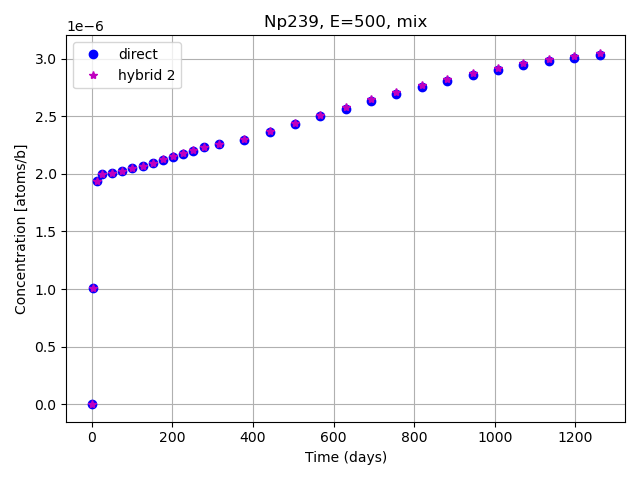 Np239, E=500, mix
1e−6
direct
hybrid 2
3.0
2.5
2.0
1.5
1.0
0.5
0.0
Concentration [atoms/b]
0 200 400 600 800 1000 1200
Time (days)